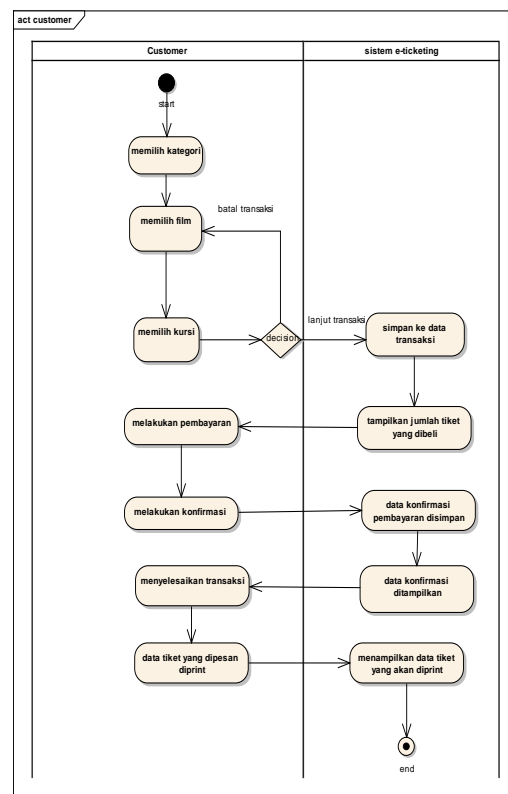 act customer
Customer
sistem e-ticketing
start
memilih kategori
memilih film
batal transaksi
memilih kursi
decision
lanjut transaksi
simpan ke data
transaksi
tampilkan jumlah tiket
yang dibeli
melakukan pembayaran
melakukan konfirmasi
data konfirmasi
pembayaran disimpan
data konfirmasi
ditampilkan
menyelesaikan transaksi
data tiket yang dipesan
diprint
menampilkan data tiket
yang akan diprint
end